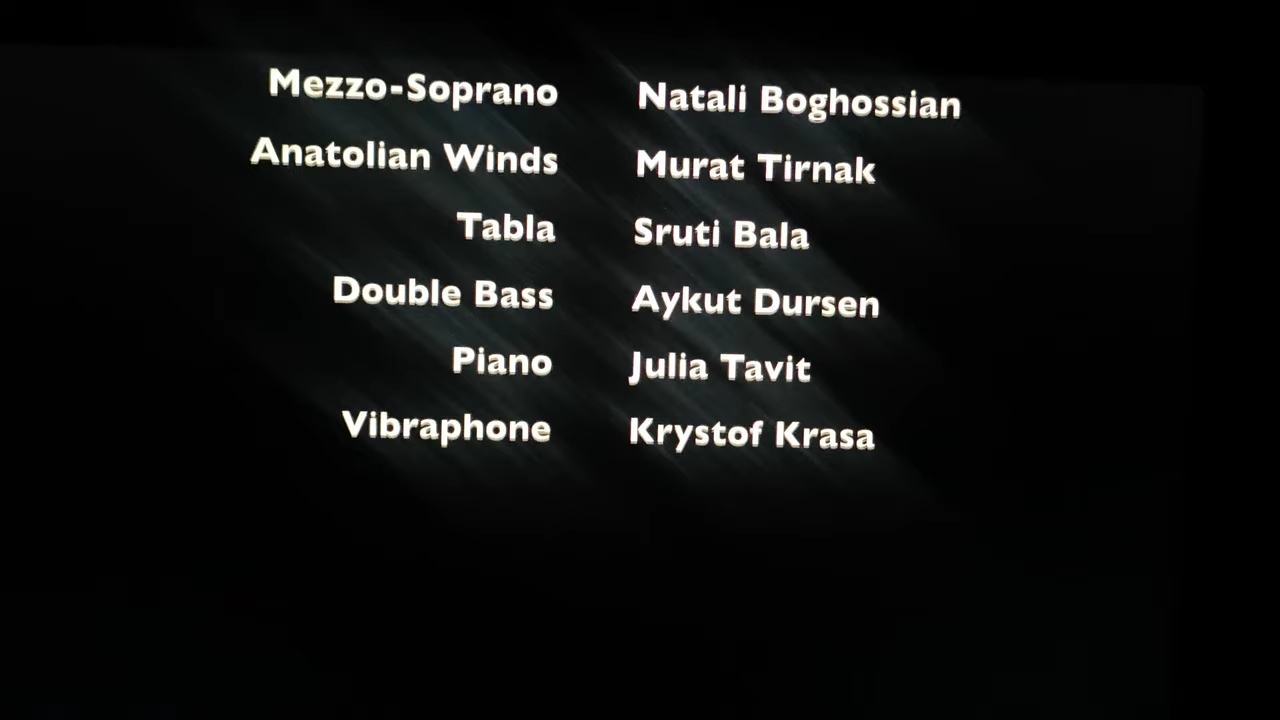 Mezzo-Soprano Natali Boghossian
Anatolian Winds Murat Tirnak
Tabla Sruti Bala
Double Bass Aykut Dursen
Piano Julia Tavit
Vibraphone Krystof Krasa